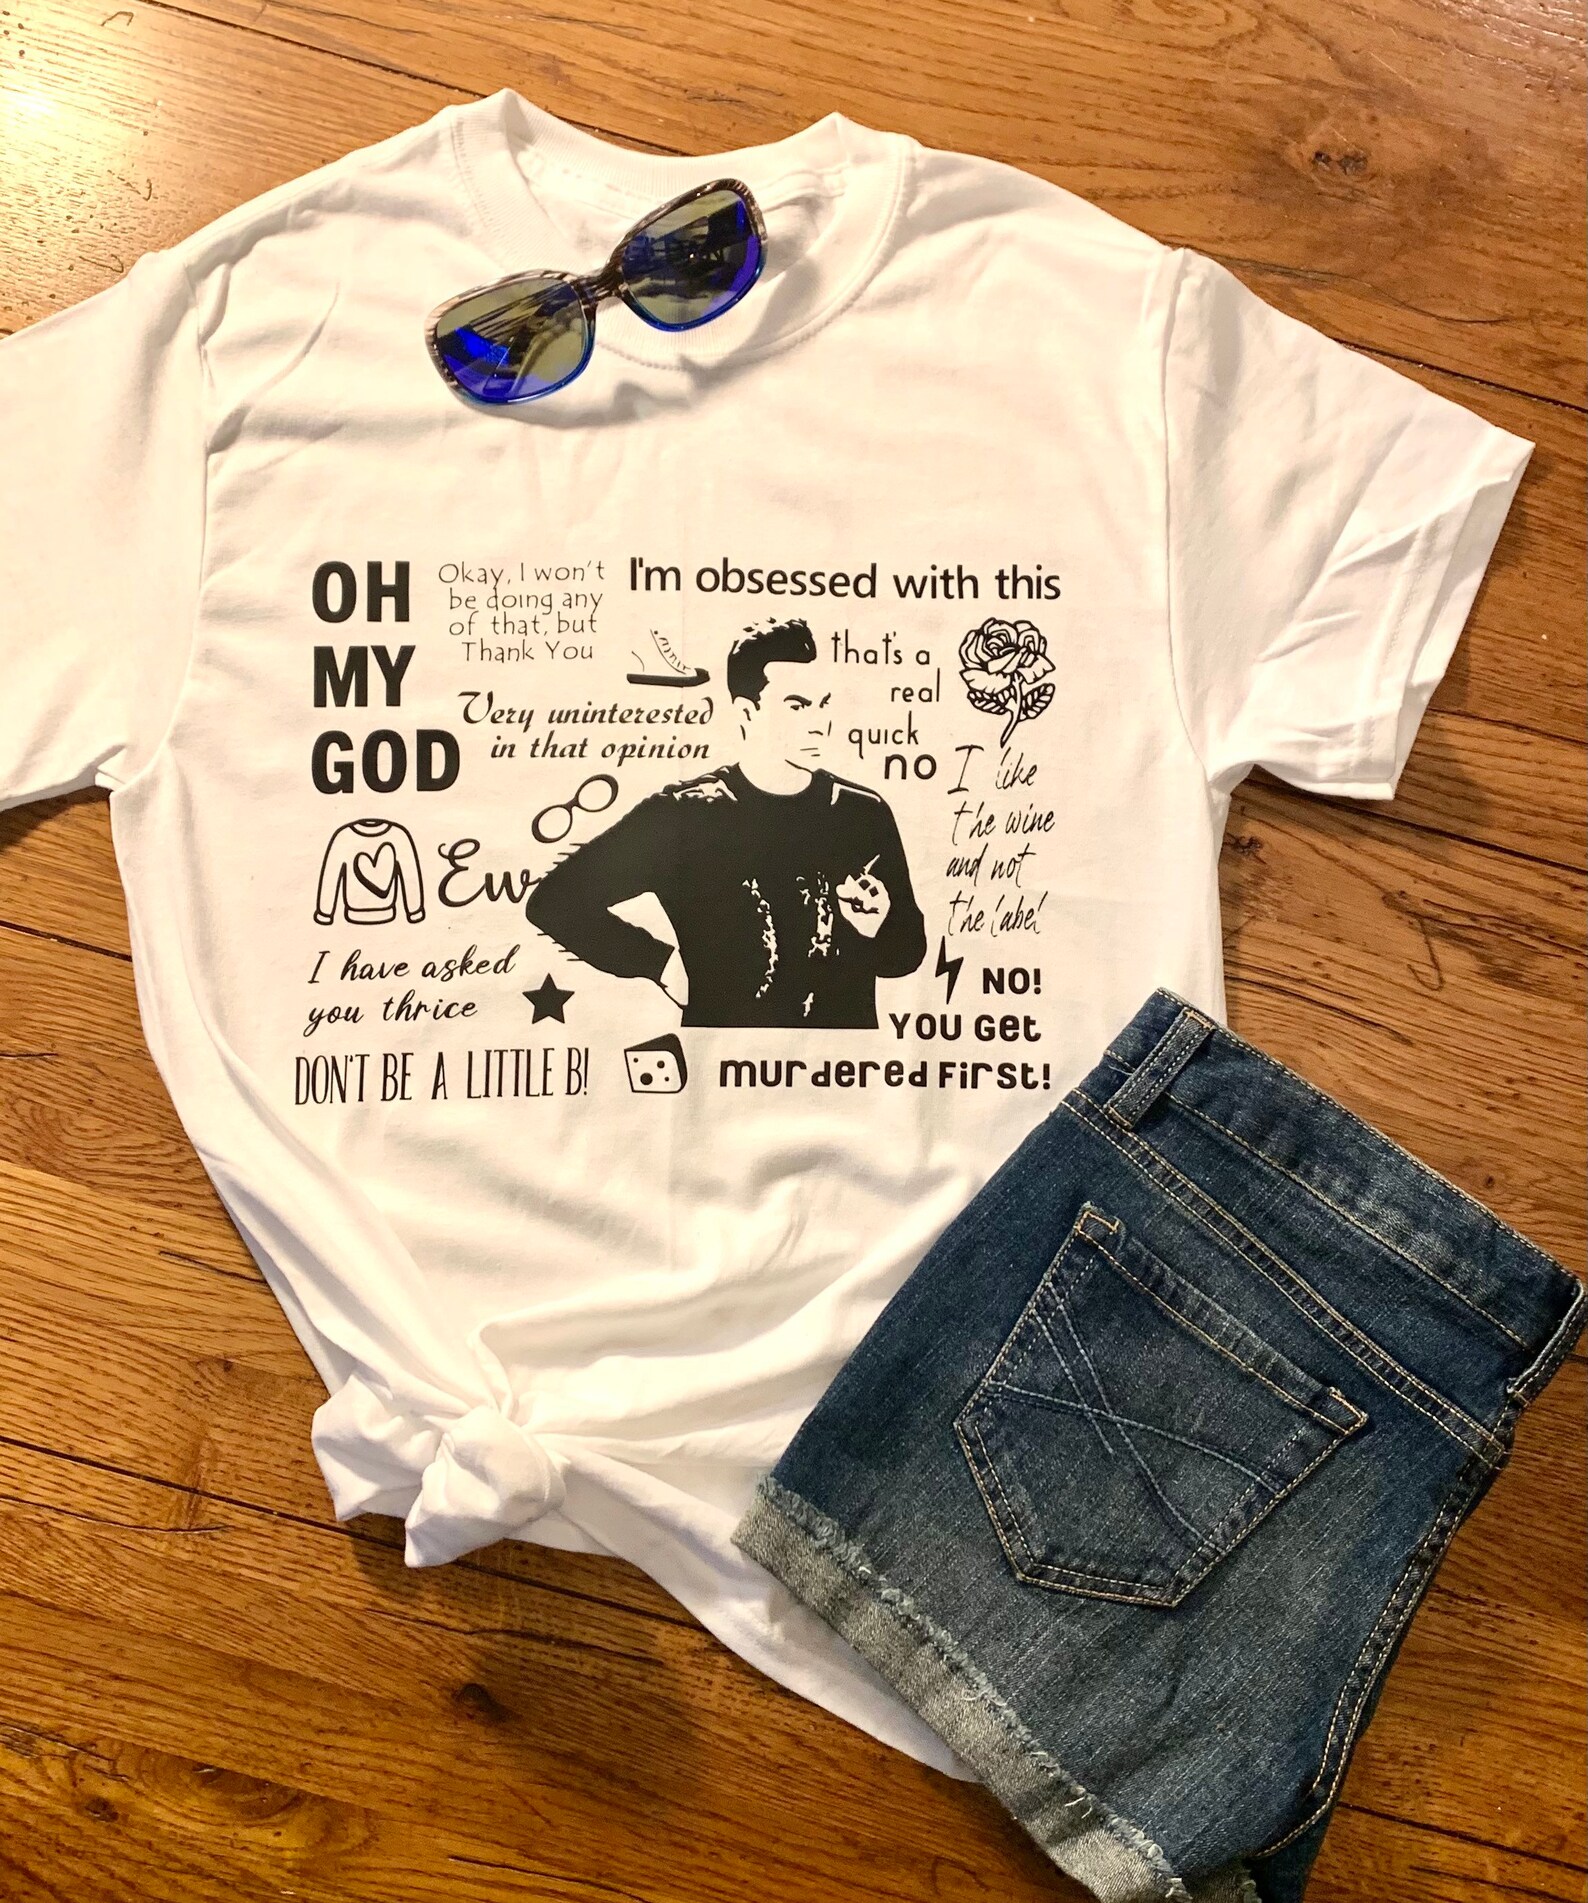 OH
MY
GOD
Okay, I won't
be doing any
of that, but
Thank You
I'm obsessed with this
Very uninterested
in that opinion
that's a
real
quick
no
I like
the wine
and not
the label
Ew
I have asked
you thrice
DON'T BE A LITTLE B!
NO!
YOU Get
murdered First!